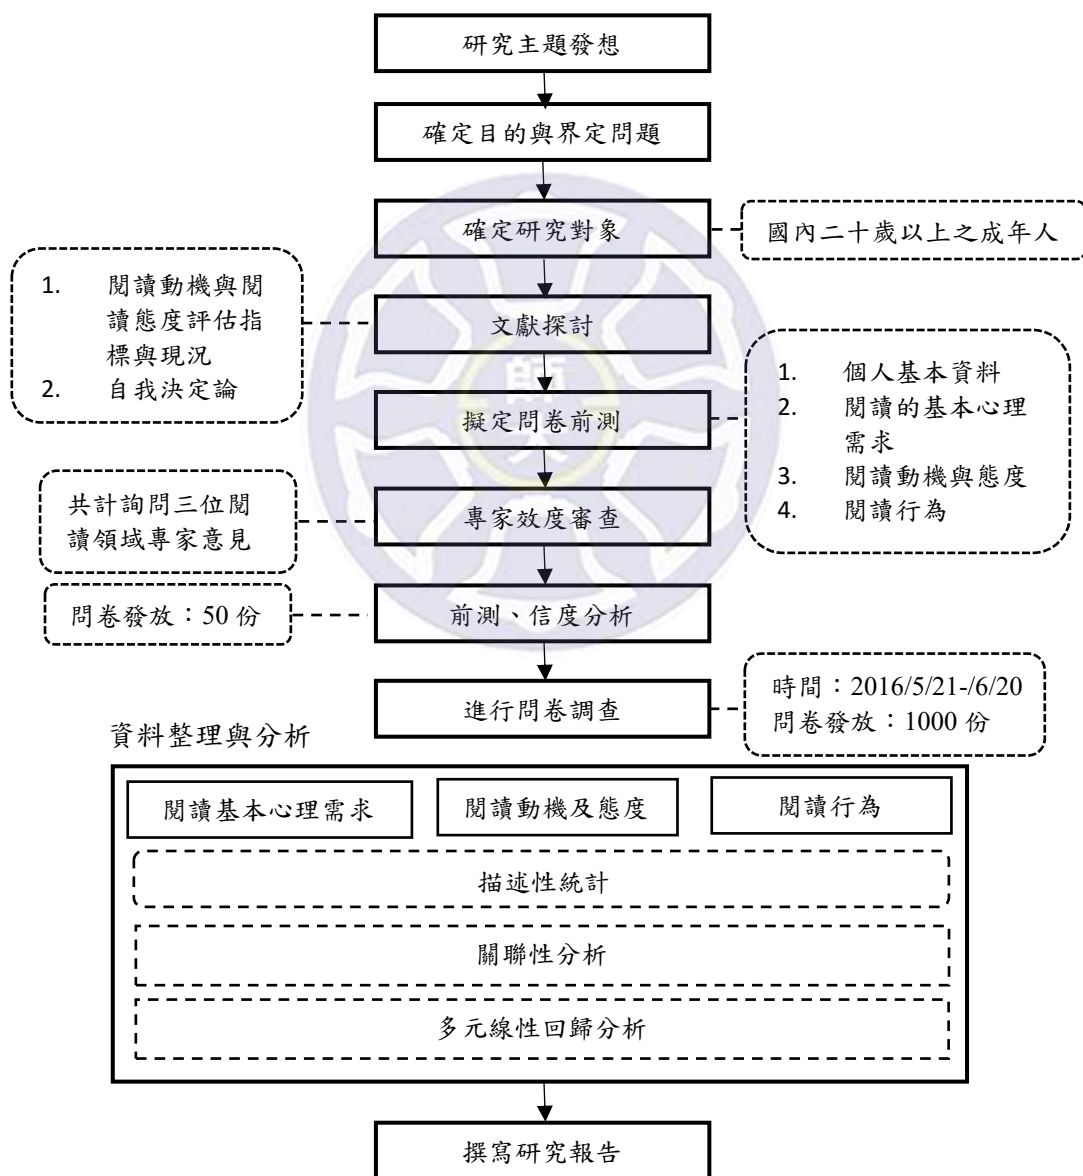 研究主題發想
確定目的與界定問題
確定研究對象
國內二十歲以上之成年人
1. 閱讀動機與閱
讀態度評估指
標與現況
2. 自我決定論
文獻探討
擬定問卷前測
1. 個人基本資料
2. 閱讀的基本心理
需求
3. 閱讀動機與態度
4. 閱讀行為
共計詢問三位閱
讀領域專家意見
專家效度審查
問卷發放：50 份
前測、信度分析
進行問卷調查
時間：2016/5/21-/6/20
問卷發放：1000 份
資料整理與分析
閱讀基本心理需求
閱讀動機及態度
閱讀行為
描述性統計
關聯性分析
多元線性回歸分析
撰寫研究報告
師大